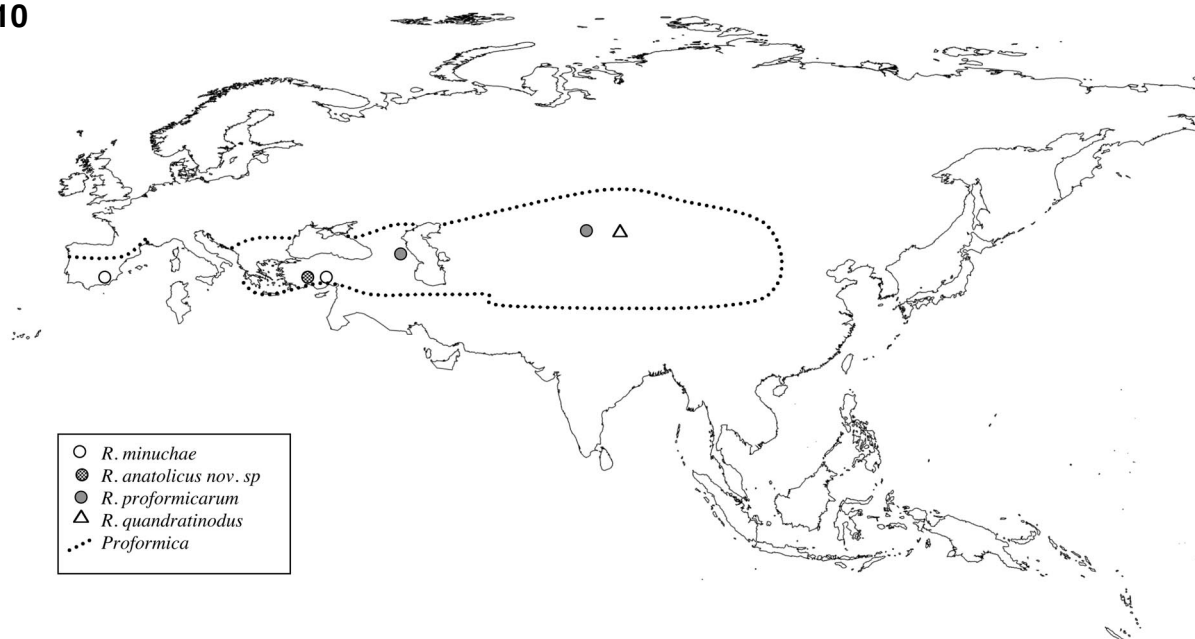 10
R. minuchae
R. anatolicus nov. sp
R. proformicarum
R. quandratinodus
Proformica